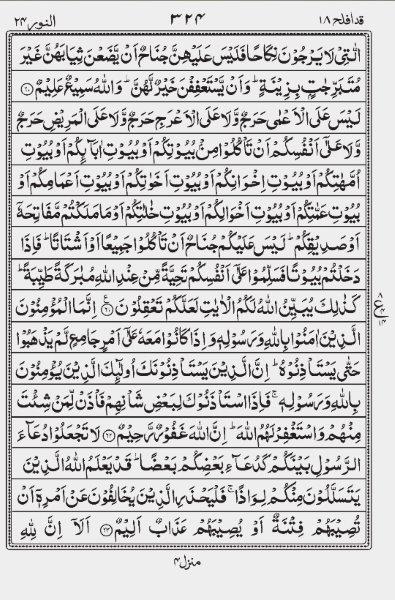 قد افلح ١٨ ٣٢٤ النور ٢٤
الّٰتِیْ لَا یَرْجُوْنَ نِكَاحًا فَلَیْسَ عَلَیْهِنَّ جُنَاحٌ اَنْ یَّضَعْنَ ثِیَابَهُنَّ غَیْرَ
مُتَبَرِّجٰتٍۭ بِزِیْنَةٍ ؕ وَاَنْ یَّسْتَعْفِفْنَ خَیْرٌ لَّهُنَّ ؕ وَاللّٰهُ سَمِیْعٌ عَلِیْمٌ ﴿٦٠﴾
لَیْسَ عَلَی الْاَعْمٰی حَرَجٌ وَّلَا عَلَی الْاَعْرَجِ حَرَجٌ وَّلَا عَلَی الْمَرِیْضِ حَرَجٌ
وَّلَا عَلٰۤی اَنْفُسِكُمْ اَنْ تَاْكُلُوْا مِنْۢ بُیُوْتِكُمْ اَوْ بُیُوْتِ اٰبَآىِٕكُمْ اَوْ بُیُوْتِ
اُمَّهٰتِكُمْ اَوْ بُیُوْتِ اِخْوَانِكُمْ اَوْ بُیُوْتِ اَخَوٰتِكُمْ اَوْ بُیُوْتِ اَعْمَامِكُمْ اَوْ
بُیُوْتِ عَمّٰتِكُمْ اَوْ بُیُوْتِ اَخْوَالِكُمْ اَوْ بُیُوْتِ خٰلٰتِكُمْ اَوْ مَا مَلَكْتُمْ مَّفَاتِحَهٗۤ
اَوْ صَدِیْقِكُمْ ؕ لَیْسَ عَلَیْكُمْ جُنَاحٌ اَنْ تَاْكُلُوْا جَمِیْعًا اَوْ اَشْتَاتًا ؕ فَاِذَا
دَخَلْتُمْ بُیُوْتًا فَسَلِّمُوْا عَلٰۤی اَنْفُسِكُمْ تَحِیَّةً مِّنْ عِنْدِ اللّٰهِ مُبٰرَكَةً طَیِّبَةً ؕ
كَذٰلِكَ یُبَیِّنُ اللّٰهُ لَكُمُ الْاٰیٰتِ لَعَلَّكُمْ تَعْقِلُوْنَ ﴿٦١﴾ اِنَّمَا الْمُؤْمِنُوْنَ
الَّذِیْنَ اٰمَنُوْا بِاللّٰهِ وَرَسُوْلِهٖ وَاِذَا كَانُوْا مَعَهٗ عَلٰۤی اَمْرٍ جَامِعٍ لَّمْ یَذْهَبُوْا
حَتّٰی یَسْتَاْذِنُوْهُ ؕ اِنَّ الَّذِیْنَ یَسْتَاْذِنُوْنَكَ اُولٰٓىِٕكَ الَّذِیْنَ یُؤْمِنُوْنَ
بِاللّٰهِ وَرَسُوْلِهٖ ۚ فَاِذَا اسْتَاْذَنُوْكَ لِبَعْضِ شَاْنِهِمْ فَاْذَنْ لِّمَنْ شِئْتَ
مِنْهُمْ وَاسْتَغْفِرْ لَهُمُ اللّٰهَ ؕ اِنَّ اللّٰهَ غَفُوْرٌ رَّحِیْمٌ ﴿٦٢﴾ لَا تَجْعَلُوْا دُعَآءَ
الرَّسُوْلِ بَیْنَكُمْ كَدُعَآءِ بَعْضِكُمْ بَعْضًا ؕ قَدْ یَعْلَمُ اللّٰهُ الَّذِیْنَ
یَتَسَلَّلُوْنَ مِنْكُمْ لِوَاذًا ۚ فَلْیَحْذَرِ الَّذِیْنَ یُخَالِفُوْنَ عَنْ اَمْرِهٖۤ اَنْ
تُصِیْبَهُمْ فِتْنَةٌ اَوْ یُصِیْبَهُمْ عَذَابٌ اَلِیْمٌ ﴿٦٣﴾ اَلَاۤ اِنَّ لِلّٰهِ
منزل ٤